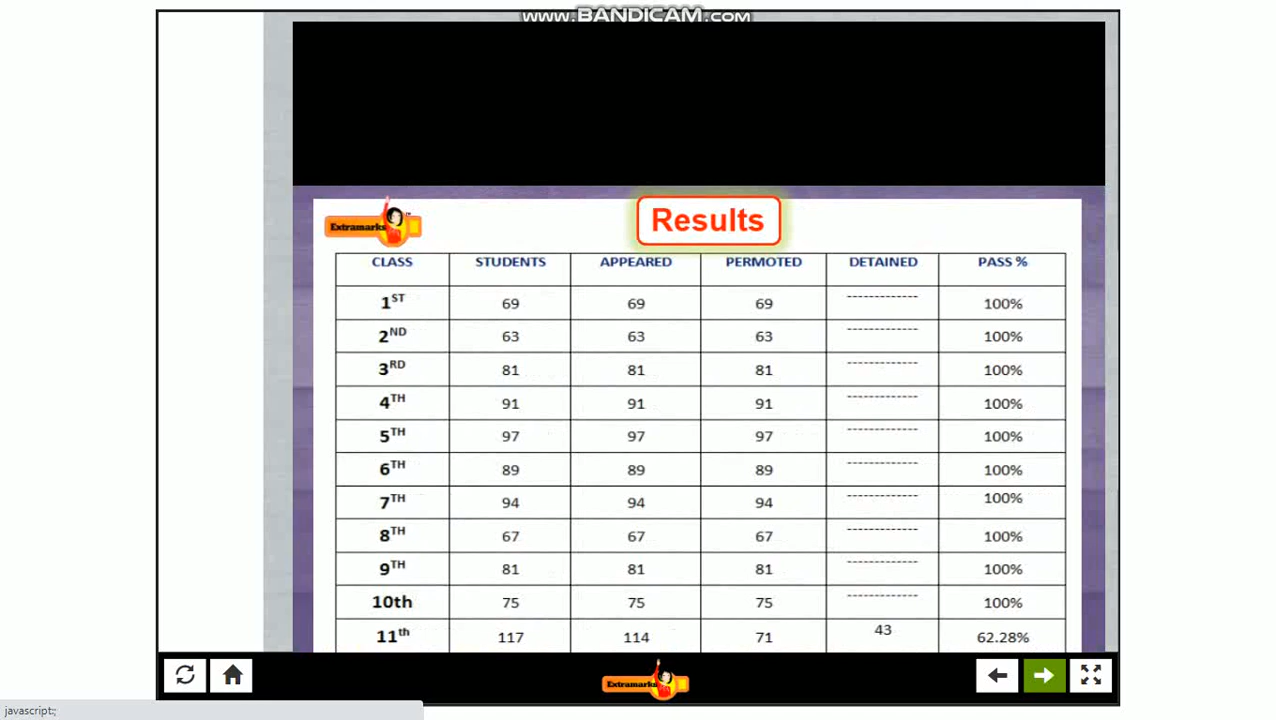 www.BANDICAM.com
Extramarks™
Results
CLASS STUDENTS APPEARED PERMOTED DETAINED PASS %
1ST 69 69 69 ------------- 100%
2ND 63 63 63 ------------- 100%
3RD 81 81 81 ------------- 100%
4TH 91 91 91 ------------- 100%
5TH 97 97 97 ------------- 100%
6TH 89 89 89 ------------- 100%
7TH 94 94 94 ------------- 100%
8TH 67 67 67 ------------- 100%
9TH 81 81 81 ------------- 100%
10th 75 75 75 ------------- 100%
11th 117 114 71 43 62.28%
Extramarks
javascript:;